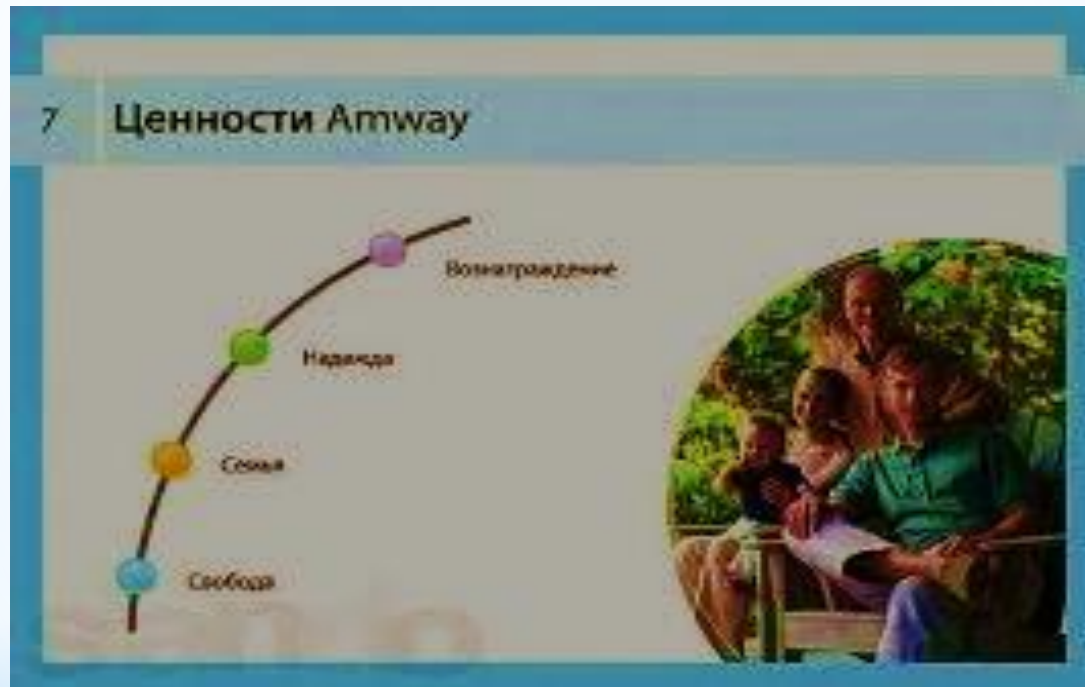 7 Ценности Amway
Вознаграждение
Надежда
Семья
Свобода